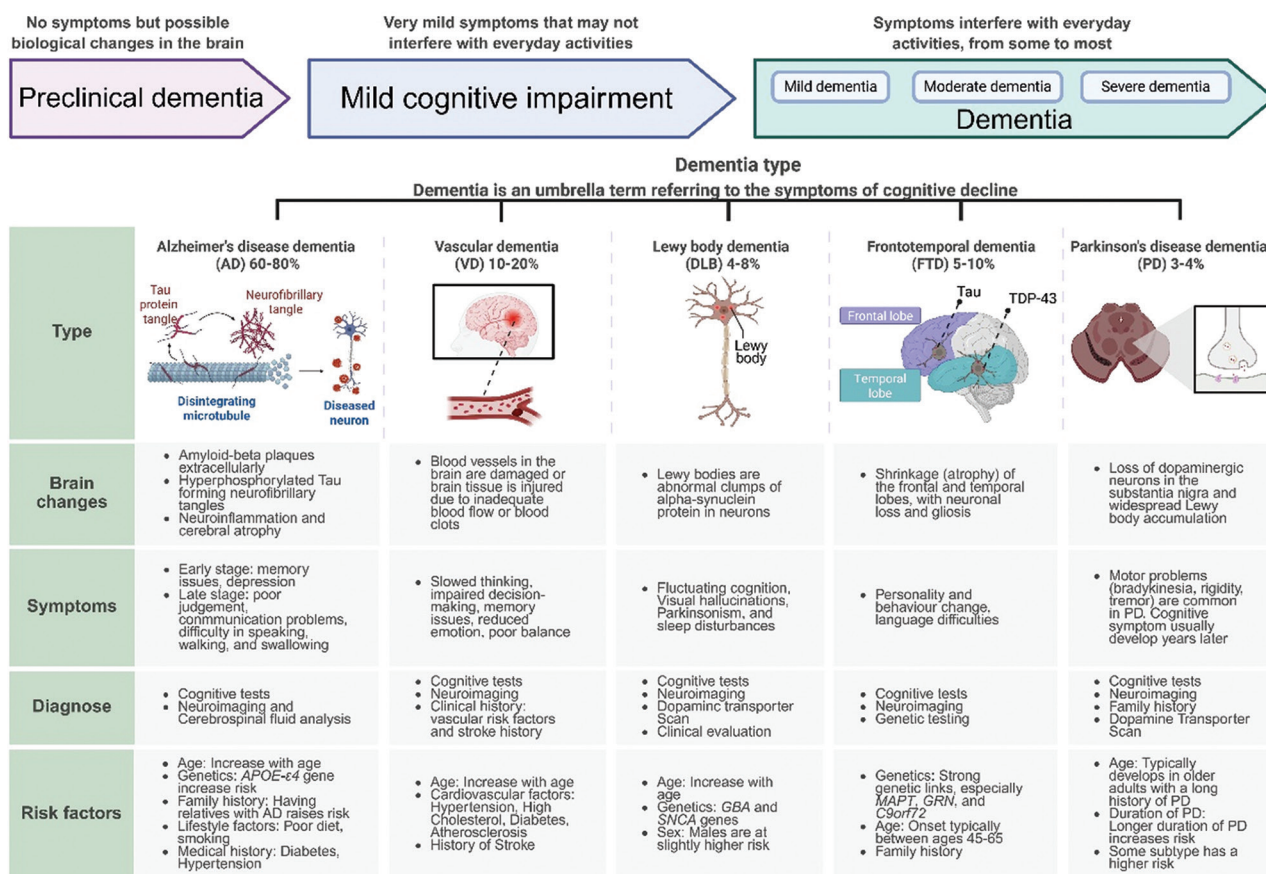 No symptoms but possible
biological changes in the brain
Very mild symptoms that may not
interfere with everyday activities
Symptoms interfere with everyday
activities, from some to most
Preclinical dementia
Mild cognitive impairment
Mild dementia
Moderate dementia
Severe dementia
Dementia
Dementia type
Dementia is an umbrella term referring to the symptoms of cognitive decline
Type
Alzheimer's disease dementia
(AD) 60-80%
Tau
protein
tangle
Neurofibrillary
tangle
Disintegrating
microtubule
Diseased
neuron
Vascular dementia
(VD) 10-20%
Lewy body dementia
(DLB) 4-8%
Lewy
body
Frontotemporal dementia
(FTD) 5-10%
Tau
TDP-43
Frontal lobe
Temporal
lobe
Parkinson's disease dementia
(PD) 3-4%
Brain
changes
• Amyloid-beta plaques
extracellularly
• Hyperphosphorylated Tau
forming neurofibrillary
tangles
• Neuroinflammation and
cerebral atrophy
• Blood vessels in the
brain are damaged or
brain tissue is injured
due to inadequate
blood flow or blood
clots
• Lewy bodies are
abnormal clumps of
alpha-synuclein
protein in neurons
• Shrinkage (atrophy) of
the frontal and temporal
lobes, with neuronal
loss and gliosis
• Loss of dopaminergic
neurons in the
substantia nigra and
widespread Lewy
body accumulation
Symptoms
• Early stage: memory
issues, depression
• Late stage: poor
judgement,
conmmunication problems,
difficulty in speaking,
walking, and swallowing
• Slowed thinking,
impaired decision-
making, memory
issues, reduced
emotion, poor balance
• Fluctuating cognition,
Visual hallucinations,
Parkinsonism, and
sleep disturbances
• Personality and
behaviour change,
language difficulties
• Motor problems
(bradykinesia, rigidity,
tremor) are common
in PD. Cognitive
symptom usually
develop years later
Diagnose
• Cognitive tests
• Neuroimaging and
Cerebrospinal fluid analysis
• Cognitive tests
• Neuroimaging
• Clinical history:
vascular risk factors
and stroke history
• Cognitive tests
• Neuroimaging
• Dopaminc transporter
Scan
• Clinical evaluation
• Cognitive tests
• Neuroimaging
• Genetic testing
• Cognitive tests
• Neuroimaging
• Family history
• Dopamine Transporter
Scan
Risk factors
• Age: Increase with age
• Genetics: APOE-ε4 gene
increase risk
• Family history: Having
relatives with AD raises risk
• Lifestyle factors: Poor diet,
smoking
• Medical history: Diabetes,
Hypertension
• Age: Increase with age
• Cardiovascular factors:
Hypertension, High
Cholesterol, Diabetes,
Atherosclerosis
• History of Stroke
• Age: Increase with
age
• Genetics: GBA and
SNCA genes
• Sex: Males are at
slightly higher risk
• Genetics: Strong
genetic links, especially
MAPT, GRN, and
C9orf72
• Age: Onset typically
between ages 45-65
• Family history
• Age: Typically
develops in older
adults with a long
history of PD
• Duration of PD:
Longer duration of PD
increases risk
• Some subtype has a
higher risk